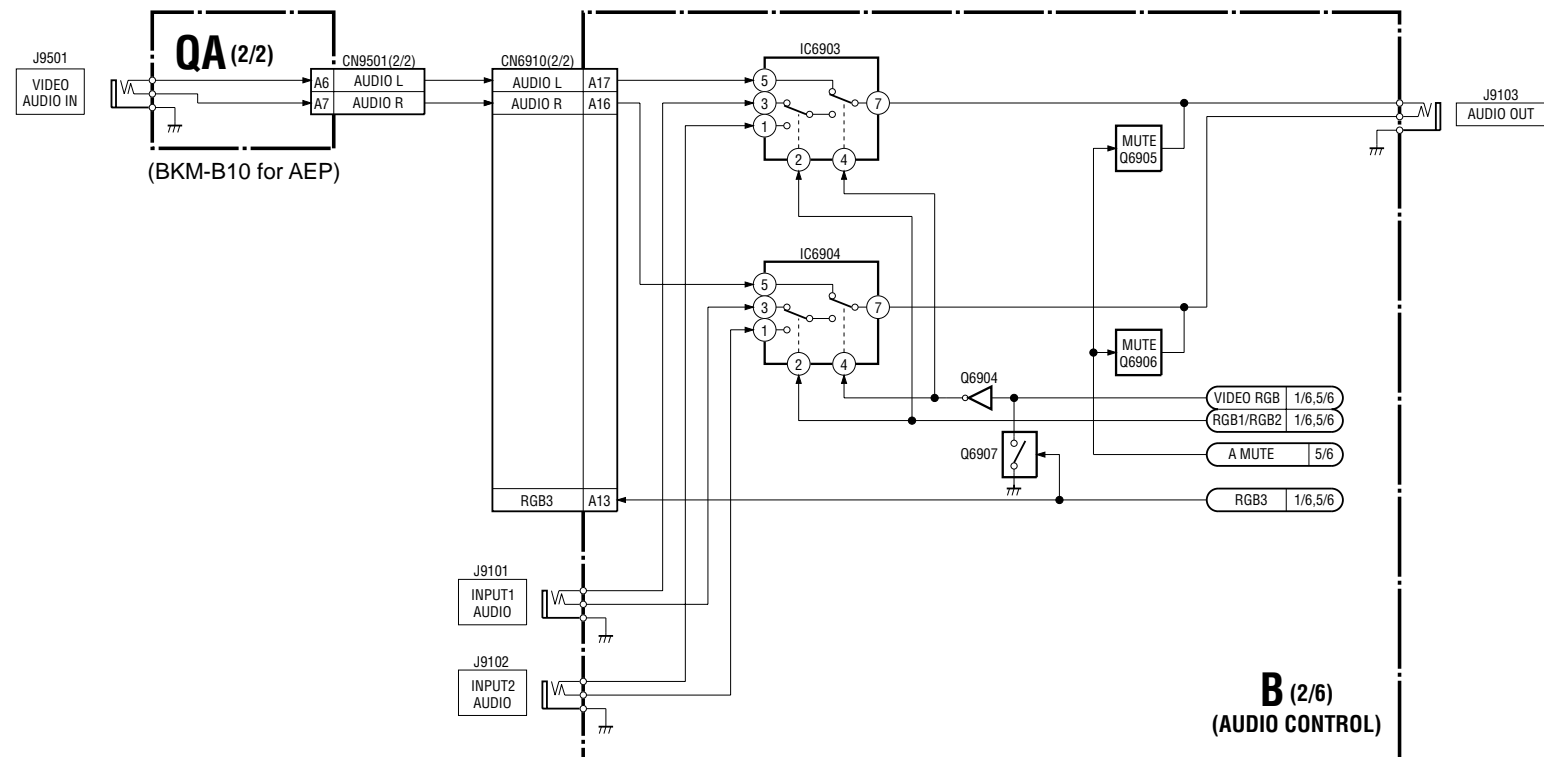 J9501
VIDEO
AUDIO IN
QA (2/2)
(BKM-B10 for AEP)
CN9501(2/2)
A6 AUDIO L
A7 AUDIO R
CN6910(2/2)
AUDIO L A17
AUDIO R A16
RGB3 A13
IC6903
5
3
1
2
4
7
IC6904
5
3
1
2
4
7
MUTE
Q6905
MUTE
Q6906
J9103
AUDIO OUT
Q6904
Q6907
VIDEO RGB 1/6,5/6
RGB1/RGB2 1/6,5/6
A MUTE 5/6
RGB3 1/6,5/6
J9101
INPUT1
AUDIO
J9102
INPUT2
AUDIO
B (2/6)
(AUDIO CONTROL)